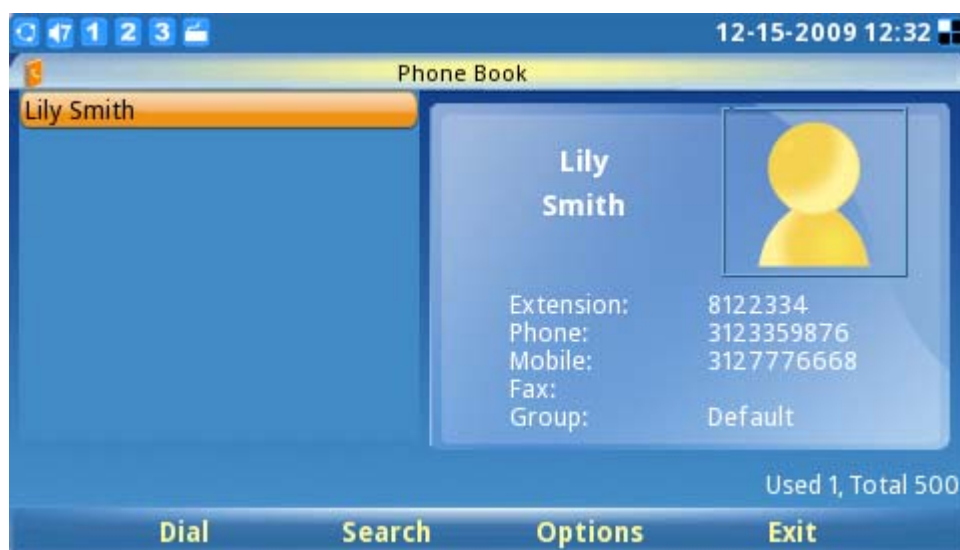 7 1 2 3 12-15-2009 12:32
Phone Book
Lily Smith
Lily
Smith
Extension: 8122334
Phone: 3123359876
Mobile: 3127776668
Fax:
Group: Default
Used 1, Total 500
Dial Search Options Exit